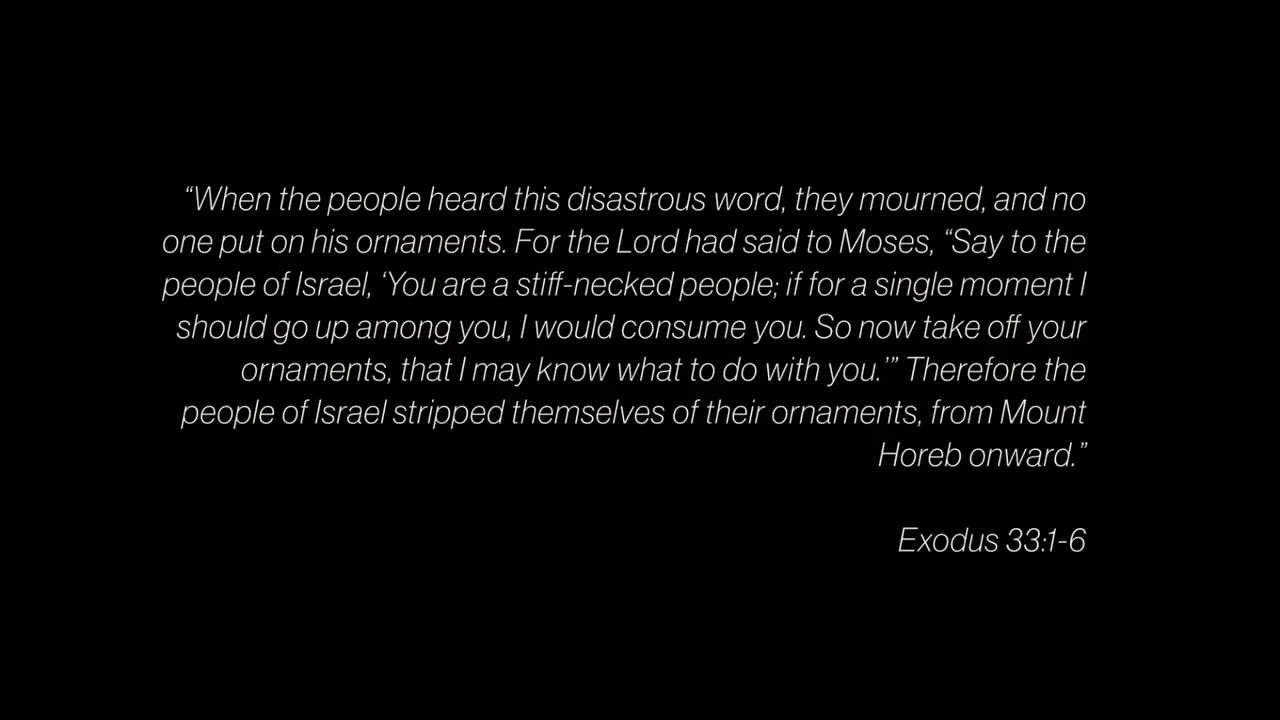 “When the people heard this disastrous word, they mourned, and no
one put on his ornaments. For the Lord had said to Moses, “Say to the
people of Israel, ‘You are a stiff-necked people; if for a single moment I
should go up among you, I would consume you. So now take off your
ornaments, that I may know what to do with you.’” Therefore the
people of Israel stripped themselves of their ornaments, from Mount
Horeb onward.”
Exodus 33:1-6